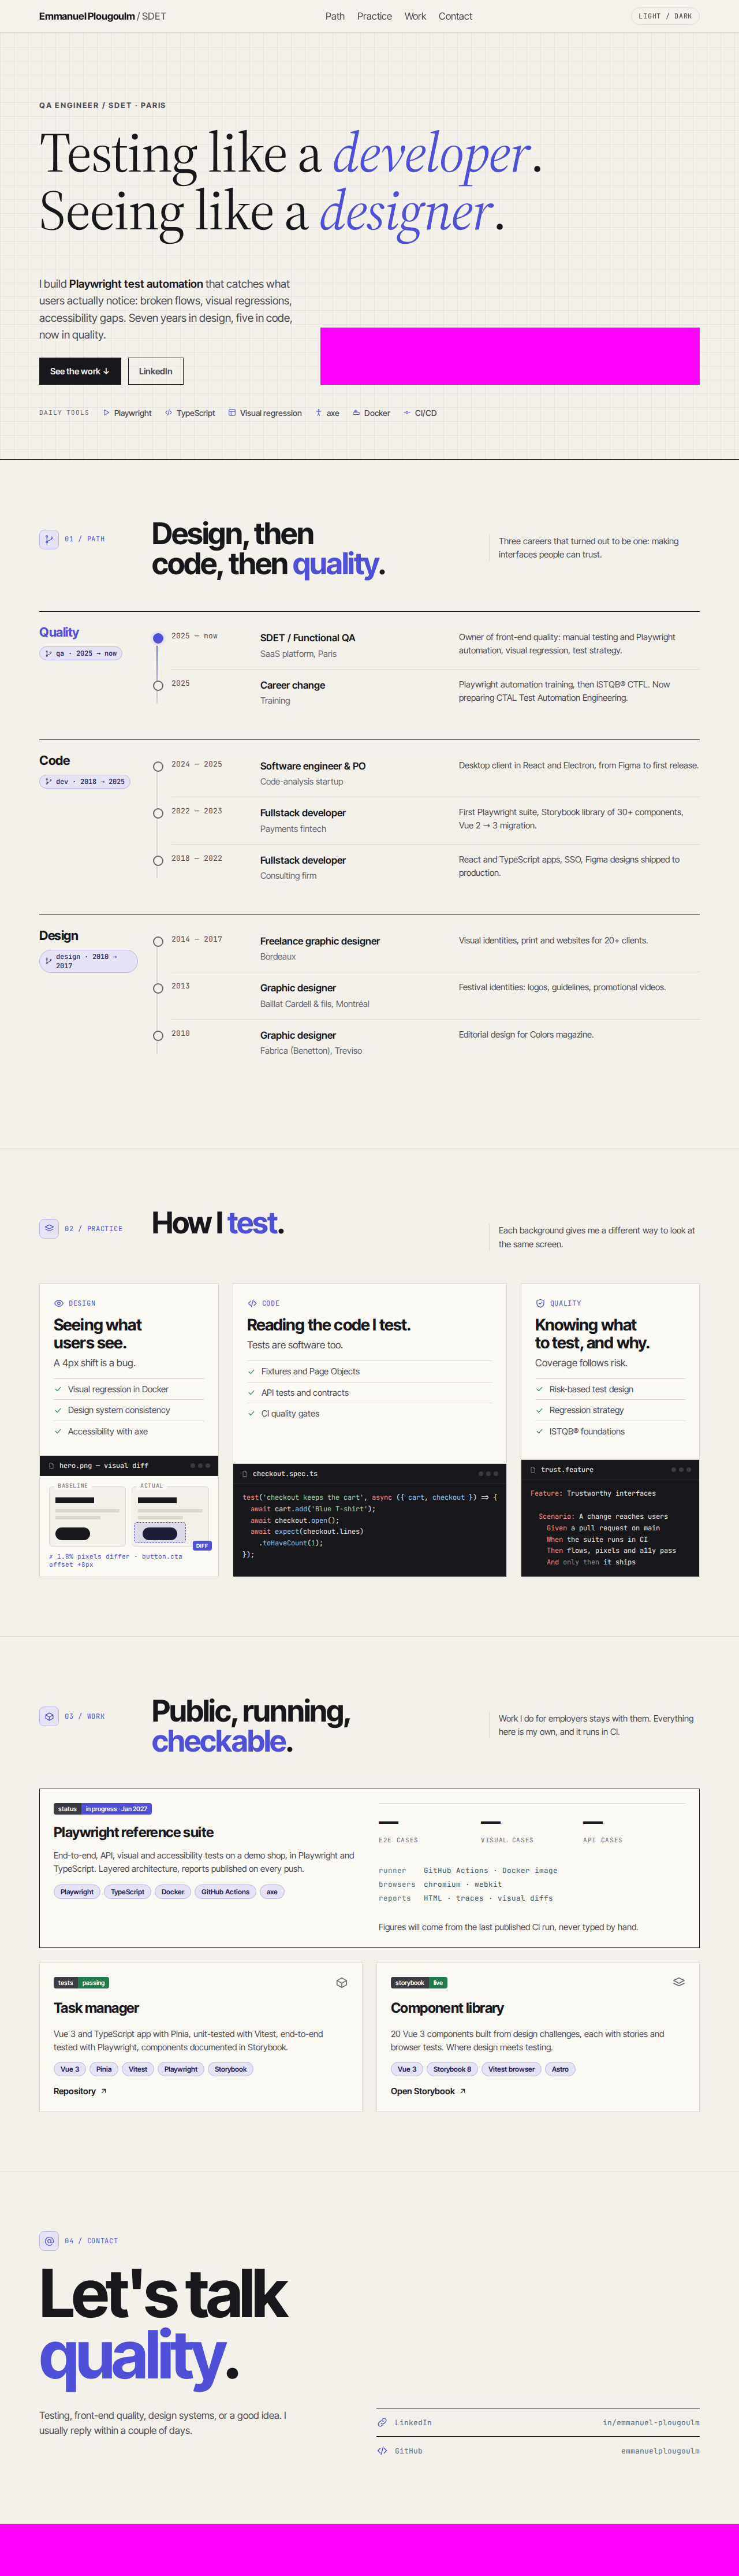 Emmanuel Plougoulm / SDET
Path Practice Work Contact
LIGHT / DARK
QA ENGINEER / SDET · PARIS
Testing like a developer.
Seeing like a designer.
I build Playwright test automation that catches what
users actually notice: broken flows, visual regressions,
accessibility gaps. Seven years in design, five in code,
now in quality.
See the work ↓
LinkedIn
DAILY TOOLS Playwright TypeScript Visual regression axe Docker CI/CD
01 / PATH
Design, then
code, then quality.
Three careers that turned out to be one: making
interfaces people can trust.
Quality
qa · 2025 → now
2025 — now
SDET / Functional QA
SaaS platform, Paris
Owner of front-end quality: manual testing and Playwright
automation, visual regression, test strategy.
2025
Career change
Training
Playwright automation training, then ISTQB® CTFL. Now
preparing CTAL Test Automation Engineering.
Code
dev · 2018 → 2025
2024 — 2025
Software engineer & PO
Code-analysis startup
Desktop client in React and Electron, from Figma to first release.
2022 — 2023
Fullstack developer
Payments fintech
First Playwright suite, Storybook library of 30+ components,
Vue 2 → 3 migration.
2018 — 2022
Fullstack developer
Consulting firm
React and TypeScript apps, SSO, Figma designs shipped to
production.
Design
design · 2010 →
2017
2014 — 2017
Freelance graphic designer
Bordeaux
Visual identities, print and websites for 20+ clients.
2013
Graphic designer
Baillat Cardell & fils, Montréal
Festival identities: logos, guidelines, promotional videos.
2010
Graphic designer
Fabrica (Benetton), Treviso
Editorial design for Colors magazine.
02 / PRACTICE
How I test.
Each background gives me a different way to look at
the same screen.
DESIGN
Seeing what
users see.
A 4px shift is a bug.
Visual regression in Docker
Design system consistency
Accessibility with axe
hero.png — visual diff
BASELINE
ACTUAL
DIFF
✗ 1.8% pixels differ · button.cta
offset +8px
CODE
Reading the code I test.
Tests are software too.
Fixtures and Page Objects
API tests and contracts
CI quality gates
checkout.spec.ts
test('checkout keeps the cart', async ({ cart, checkout }) => {
await cart.add('Blue T-shirt');
await checkout.open();
await expect(checkout.lines)
.toHaveCount(1);
});
QUALITY
Knowing what
to test, and why.
Coverage follows risk.
Risk-based test design
Regression strategy
ISTQB® foundations
trust.feature
Feature: Trustworthy interfaces
Scenario: A change reaches users
Given a pull request on main
When the suite runs in CI
Then flows, pixels and a11y pass
And only then it ships
03 / WORK
Public, running,
checkable.
Work I do for employers stays with them. Everything
here is my own, and it runs in CI.
status in progress · Jan 2027
Playwright reference suite
End-to-end, API, visual and accessibility tests on a demo shop, in Playwright and
TypeScript. Layered architecture, reports published on every push.
Playwright TypeScript Docker GitHub Actions axe
— — —
E2E CASES VISUAL CASES API CASES
runner GitHub Actions · Docker image
browsers chromium · webkit
reports HTML · traces · visual diffs
Figures will come from the last published CI run, never typed by hand.
tests passing
Task manager
Vue 3 and TypeScript app with Pinia, unit-tested with Vitest, end-to-end
tested with Playwright, components documented in Storybook.
Vue 3 Pinia Vitest Playwright Storybook
Repository ↗
storybook live
Component library
20 Vue 3 components built from design challenges, each with stories and
browser tests. Where design meets testing.
Vue 3 Storybook 8 Vitest browser Astro
Open Storybook ↗
04 / CONTACT
Let's talk
quality.
Testing, front-end quality, design systems, or a good idea. I
usually reply within a couple of days.
LinkedIn in/emmanuel-plougoulm
GitHub emmanuelplougoulm